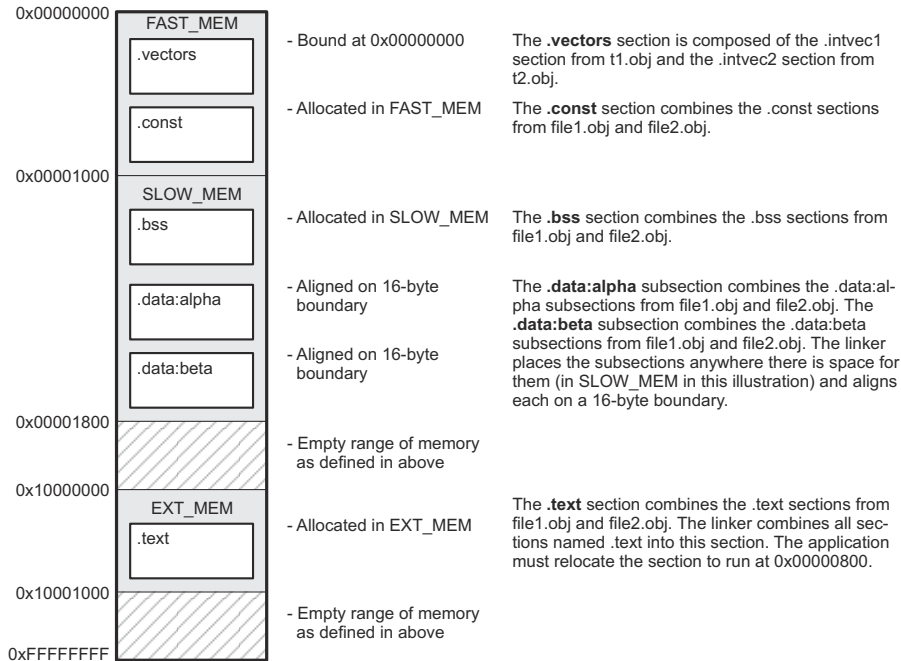 0x00000000
FAST_MEM
.vectors
- Bound at 0x00000000
The .vectors section is composed of the .intvec1
section from t1.obj and the .intvec2 section from
t2.obj.
.const
- Allocated in FAST_MEM
The .const section combines the .const sections
from file1.obj and file2.obj.
0x00001000
SLOW_MEM
.bss
- Allocated in SLOW_MEM
The .bss section combines the .bss sections from
file1.obj and file2.obj.
.data:alpha
- Aligned on 16-byte
boundary
The .data:alpha subsection combines the .data:al-
pha subsections from file1.obj and file2.obj. The
.data:beta subsection combines the .data:beta
subsections from file1.obj and file2.obj. The linker
places the subsections anywhere there is space for
them (in SLOW_MEM in this illustration) and aligns
each on a 16-byte boundary.
.data:beta
- Aligned on 16-byte
boundary
0x00001800
- Empty range of memory
as defined in above
0x10000000
EXT_MEM
.text
- Allocated in EXT_MEM
The .text section combines the .text sections from
file1.obj and file2.obj. The linker combines all sec-
tions named .text into this section. The application
must relocate the section to run at 0x00000800.
0x10001000
- Empty range of memory
as defined in above
0xFFFFFFFF